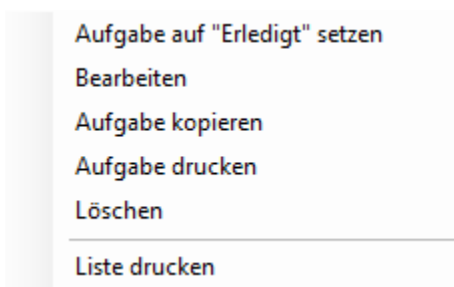 Aufgabe auf "Erledigt" setzen
Bearbeiten
Aufgabe kopieren
Aufgabe drucken
Löschen
Liste drucken